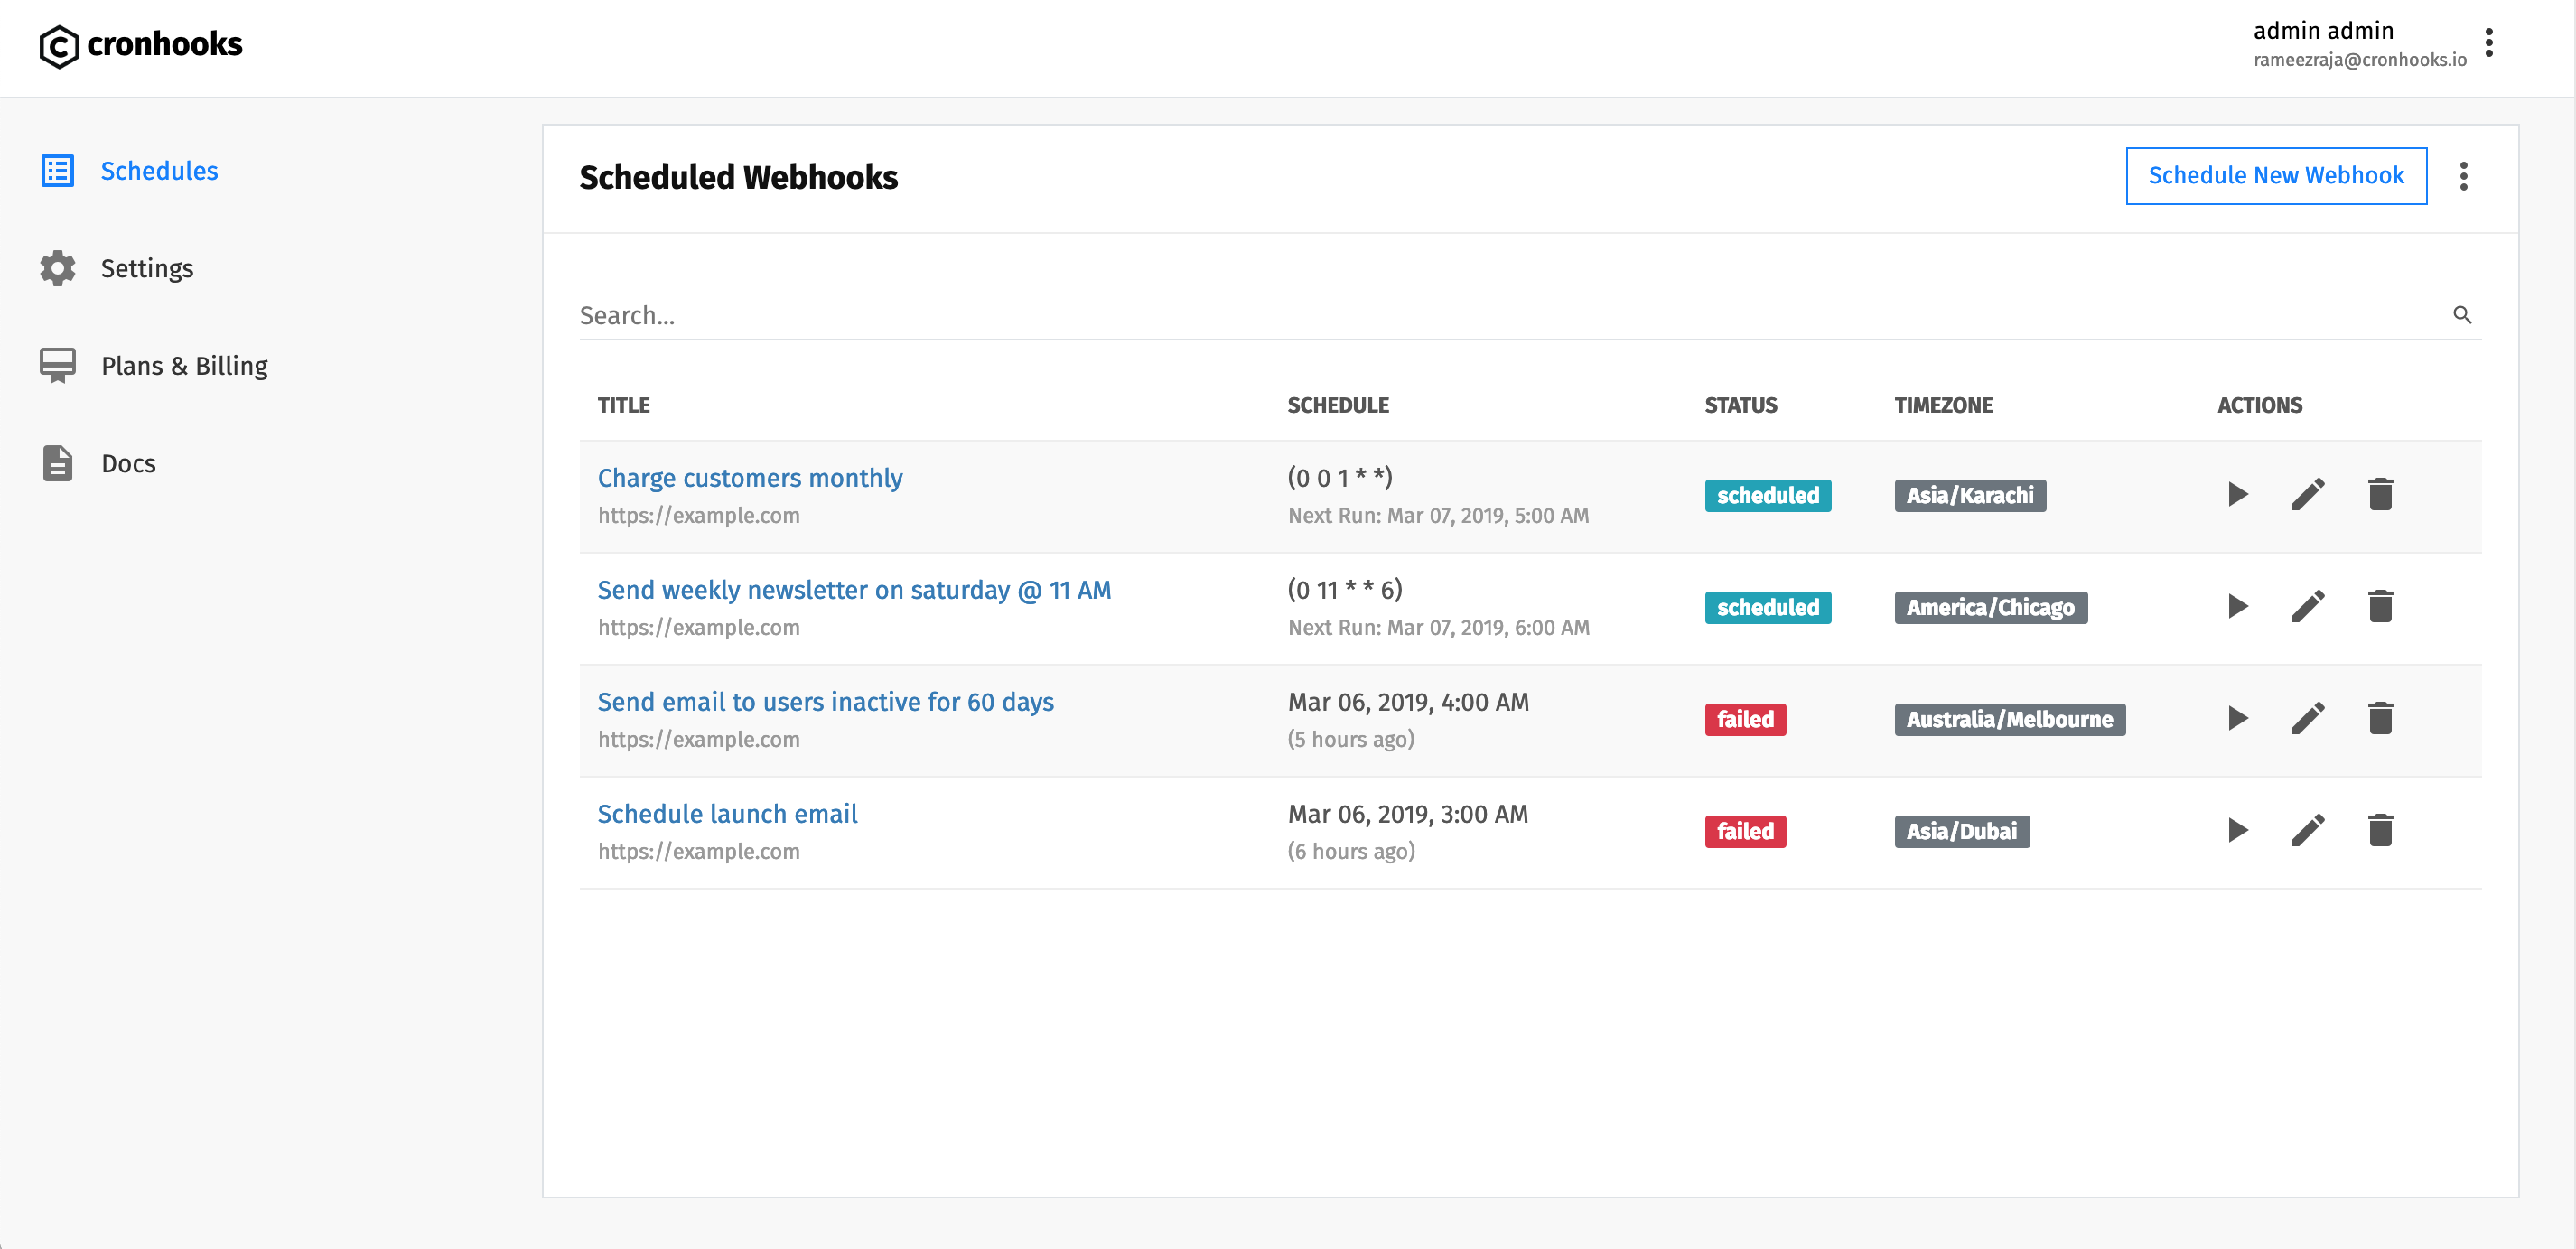 cronhooks
admin admin
rameezraja@cronhooks.io
Schedules
Settings
Plans & Billing
Docs
Scheduled Webhooks
Schedule New Webhook
Search...
TITLE SCHEDULE STATUS TIMEZONE ACTIONS
Charge customers monthly (0 0 1 * *)
https://example.com Next Run: Mar 07, 2019, 5:00 AM
scheduled Asia/Karachi
Send weekly newsletter on saturday @ 11 AM (0 11 * * 6)
https://example.com Next Run: Mar 07, 2019, 6:00 AM
scheduled America/Chicago
Send email to users inactive for 60 days Mar 06, 2019, 4:00 AM
https://example.com (5 hours ago)
failed Australia/Melbourne
Schedule launch email Mar 06, 2019, 3:00 AM
https://example.com (6 hours ago)
failed Asia/Dubai